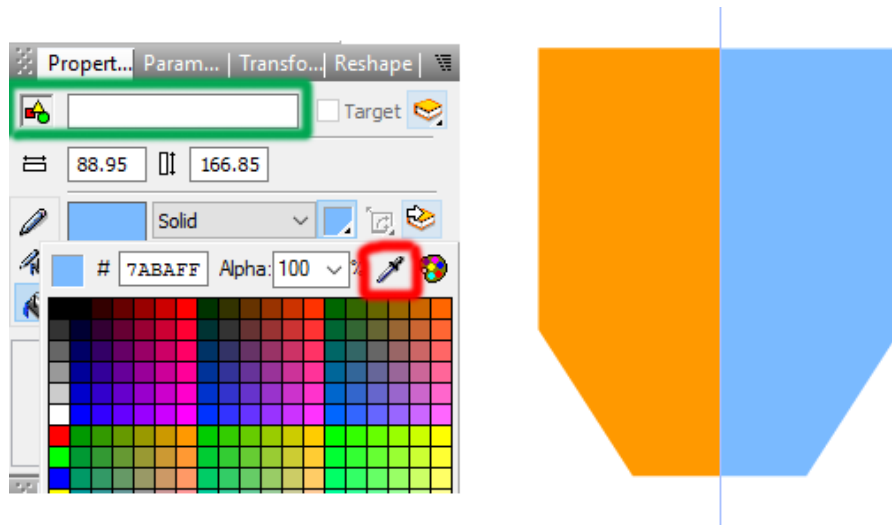 Propert... Param... | Transfo... | Reshape |
Target
88.95 166.85
Solid
# 7ABAFF Alpha: 100 %